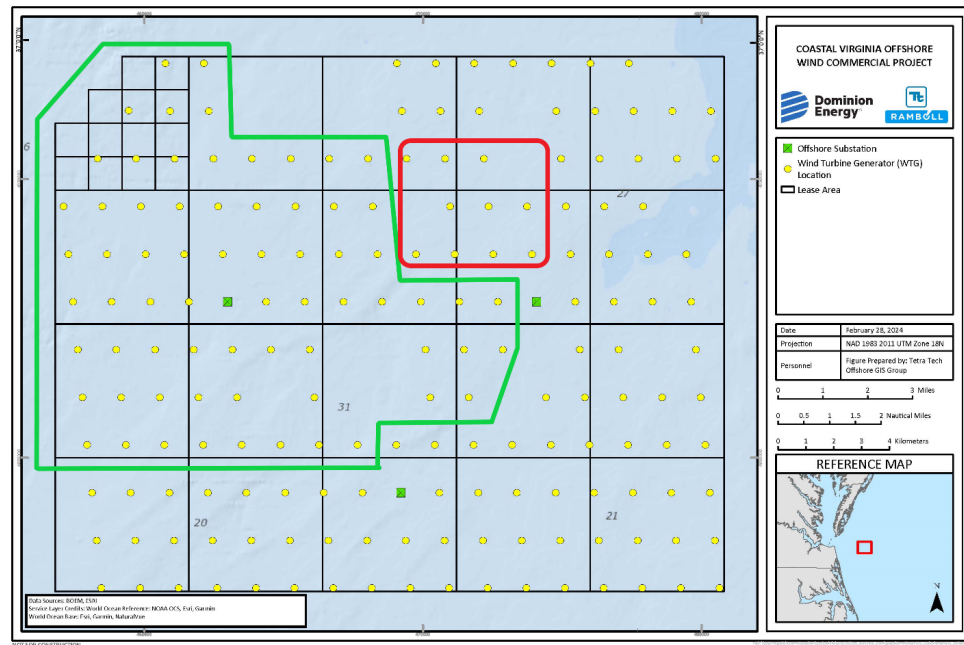 COASTAL VIRGINIA OFFSHORE
WIND COMMERCIAL PROJECT
Dominion
Energy
TE
RAMBOLL
Offshore Substation
Wind Turbine Generator (WTG)
Location
Lease Area
6
27
31
20
21
Date February 28, 2024
Projection NAD 1983 2011 UTM Zone 18N
Personnel Figure Prepared by: Tetra Tech
Offshore GIS Group
0 1 2 3 Miles
0 0.5 1 1.5 2 Nautical Miles
0 1 2 3 4 Kilometers
REFERENCE MAP
N
Data Sources: BOEM, ESRI
Service Layer Credits: World Ocean Reference: NOAA OCS, Esri, Garmin
World Ocean Base: Esri, Garmin, NaturalVue
NOT FOR CONSTRUCTION